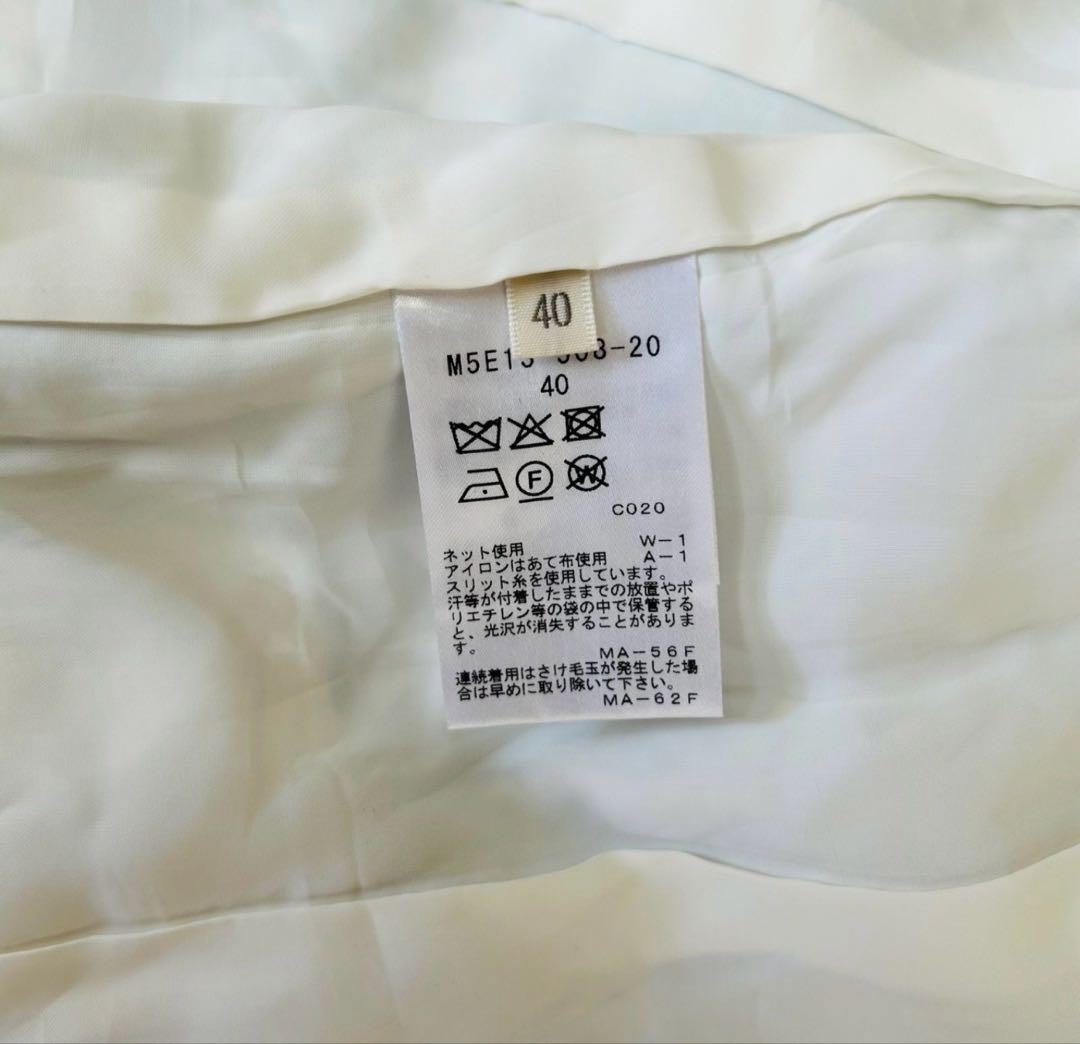 40
M5E1 08-20
40
F
W
C020
ネット使用 W-1
アイロンはあて布使用 A-1
スリット糸を使用しています。
汗等が付着したままでの放置やポ
リエチレン等の袋の中で保管する
と、光沢が消失することがありま
す。
MA-56F
連続着用はさけ毛玉が発生した場
合は早めに取り除いて下さい。
MA-62F